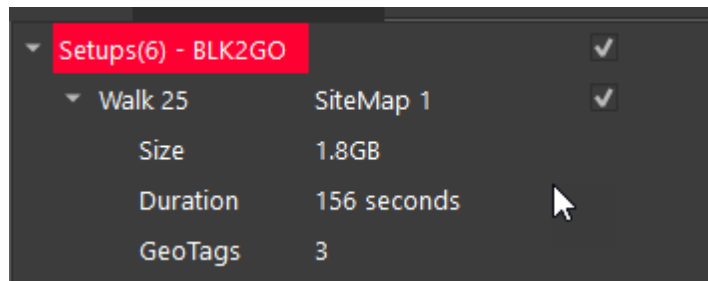 Setups(6) - BLK2GO
Walk 25 SiteMap 1
Size 1.8GB
Duration 156 seconds
GeoTags 3